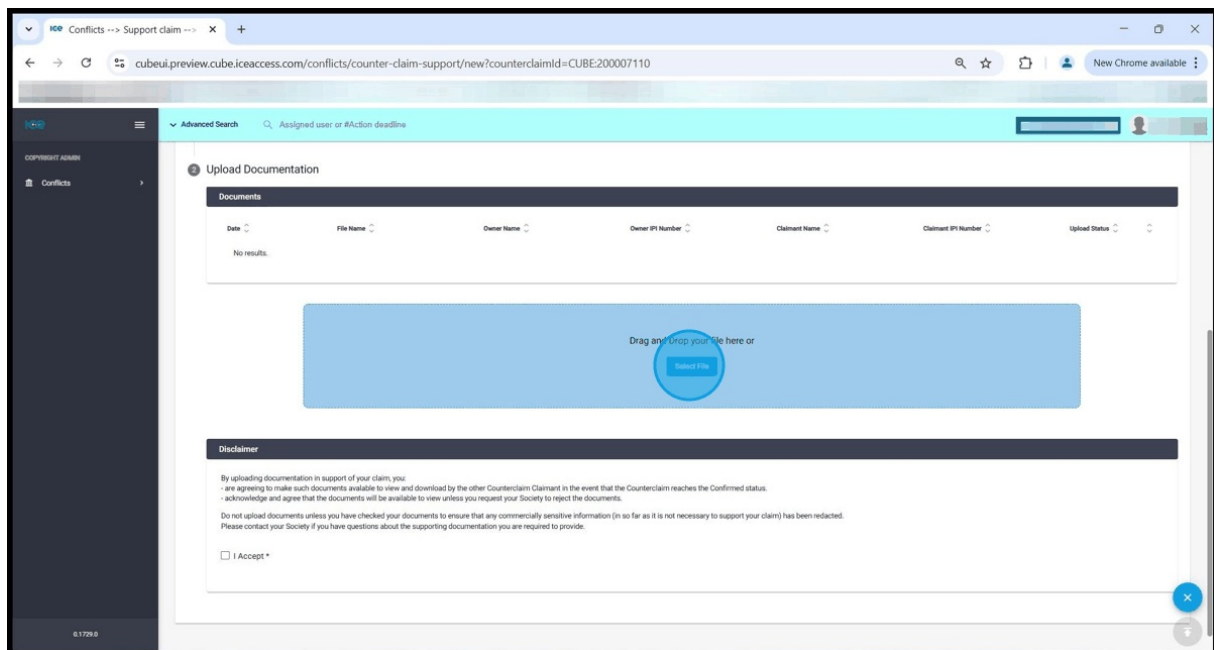 ice Conflicts --> Support claim -->
cubeui.preview.cube.iceaccess.com/conflicts/counter-claim-support/new?counterclaimId=CUBE:200007110
New Chrome available
ice
Advanced Search Assigned user or #Action deadline
COPYRIGHT ADMIN
Conflicts
2 Upload Documentation
Documents
Date File Name Owner Name Owner IPI Number Claimant Name Claimant IPI Number Upload Status
No results.
Drag and Drop your file here or
Select File
Disclaimer
By uploading documentation in support of your claim, you:
- are agreeing to make such documents available to view and download by the other Counterclaim Claimant in the event that the Counterclaim reaches the Confirmed status.
- acknowledge and agree that the documents will be available to view unless you request your Society to reject the documents.
Do not upload documents unless you have checked your documents to ensure that any commercially sensitive information (in so far as it is not necessary to support your claim) has been redacted.
Please contact your Society if you have questions about the supporting documentation you are required to provide.
I Accept *
0.1729.0